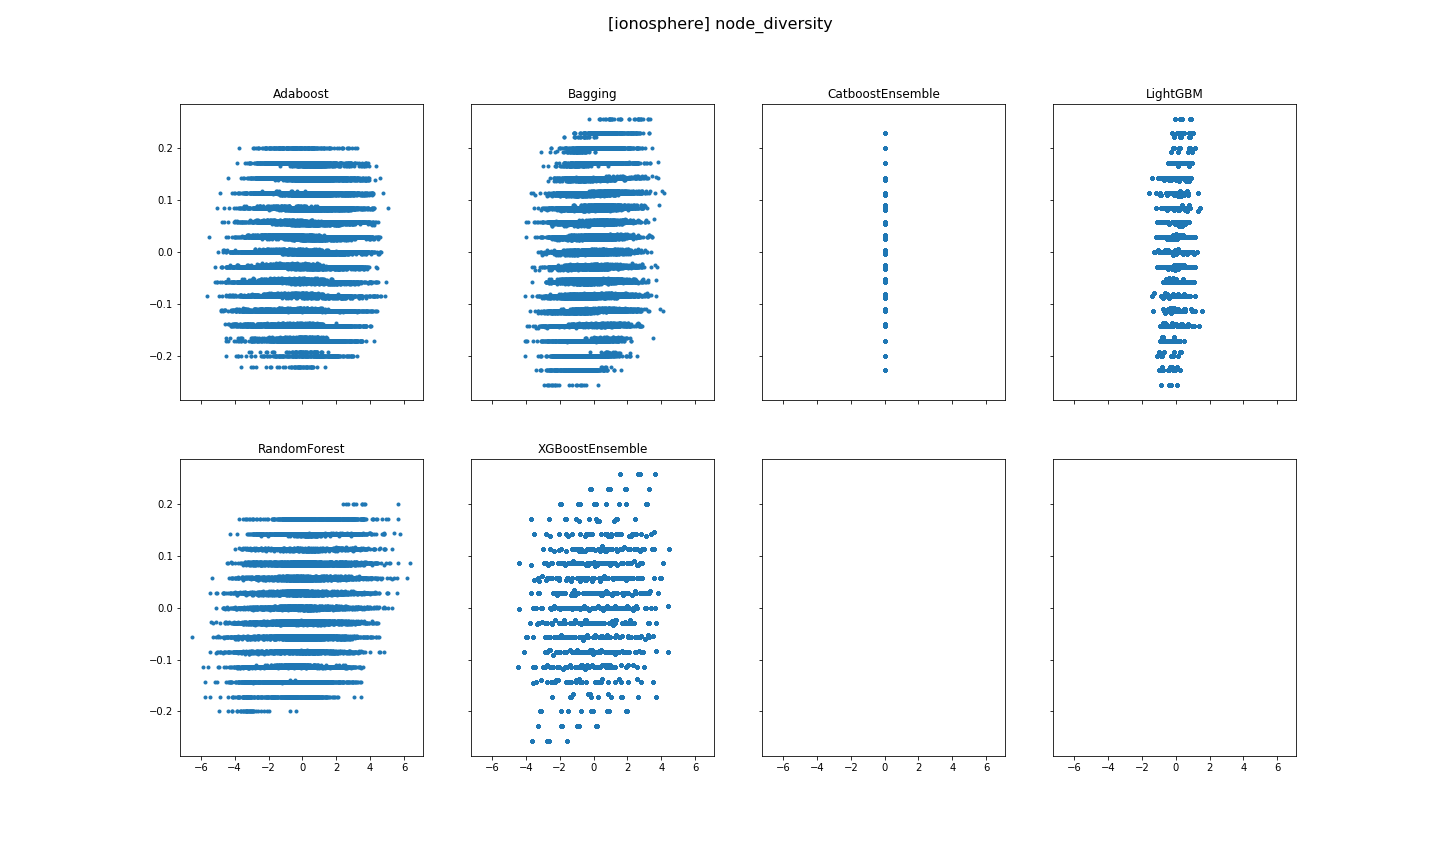 [ionosphere] node_diversity
Adaboost
Bagging
CatboostEnsemble
LightGBM
0.2
0.1
0.0
−0.1
−0.2
RandomForest
XGBoostEnsemble
0.2
0.1
0.0
−0.1
−0.2
−6 −4 −2 0 2 4 6
−6 −4 −2 0 2 4 6
−6 −4 −2 0 2 4 6
−6 −4 −2 0 2 4 6